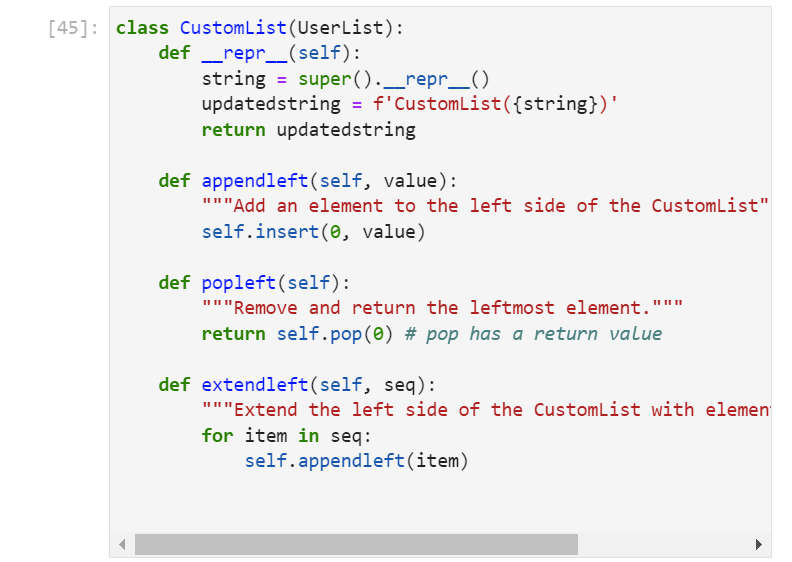 [45]: class CustomList(UserList):
    def __repr__(self):
        string = super().__repr__()
        updatedstring = f'CustomList({string})'
        return updatedstring

    def appendleft(self, value):
        """Add an element to the left side of the CustomList"
        self.insert(0, value)

    def popleft(self):
        """Remove and return the leftmost element."""
        return self.pop(0) # pop has a return value

    def extendleft(self, seq):
        """Extend the left side of the CustomList with elemen
        for item in seq:
            self.appendleft(item)